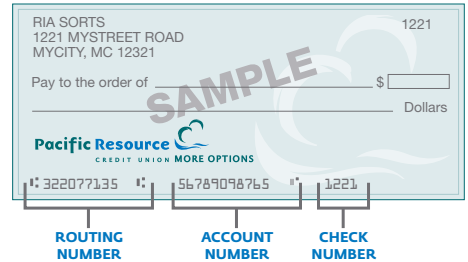 RIA SORTS
1221
1221 MYSTREET ROAD
MYCITY, MC 12321
SAMPLE
Pay to the order of $
Dollars
Pacific Resource
CREDIT UNION MORE OPTIONS
⑆322077135 ⑆ 56789098765 ⑈ 1221
ROUTING NUMBER ACCOUNT NUMBER CHECK NUMBER